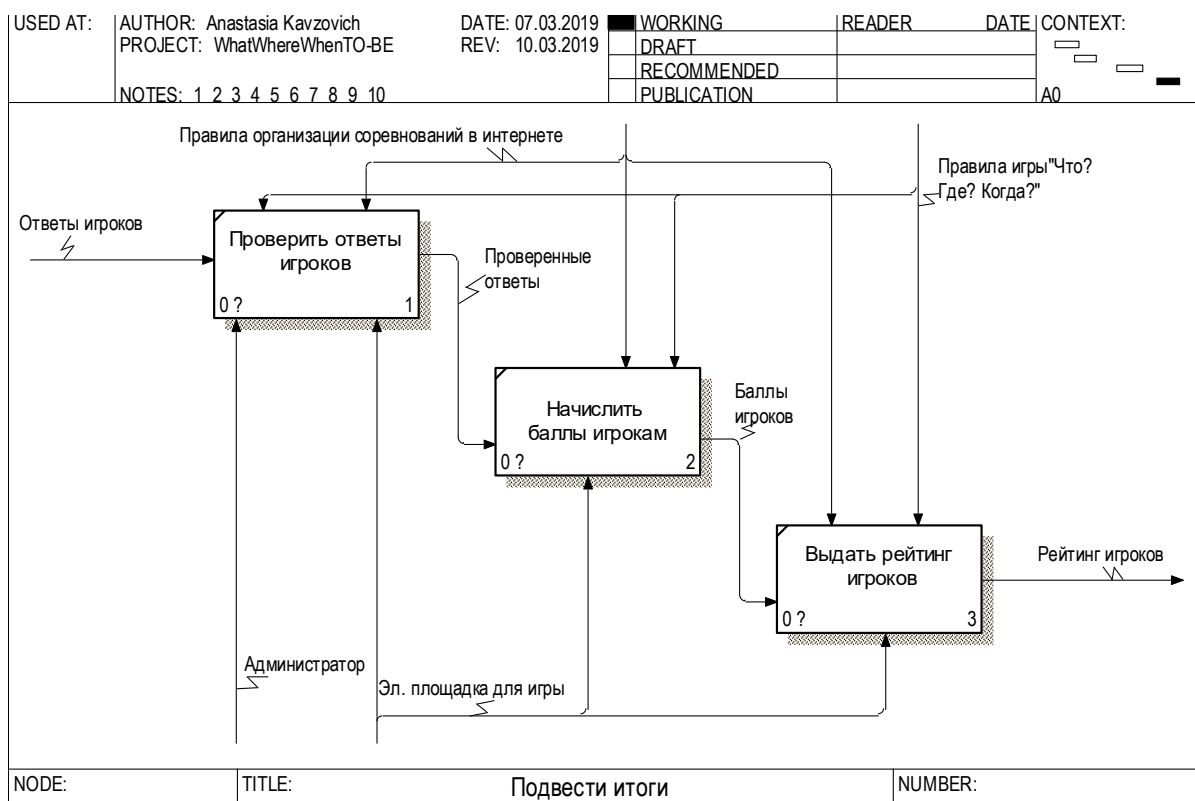 USED AT:
AUTHOR: Anastasia Kavzovich
DATE: 07.03.2019
PROJECT: WhatWhereWhenTO-BE
REV: 10.03.2019
NOTES: 1 2 3 4 5 6 7 8 9 10
WORKING
DRAFT
RECOMMENDED
PUBLICATION
READER
DATE
CONTEXT:
A0
Правила организации соревнований в интернете
Правила игры"Что?
Где? Когда?"
Ответы игроков
Проверить ответы
игроков
0 ?
1
Проверенные
ответы
Начислить
баллы игрокам
0 ?
2
Баллы
игроков
Выдать рейтинг
игроков
0 ?
3
Рейтинг игроков
Администратор
Эл. площадка для игры
NODE:
TITLE:
Подвести итоги
NUMBER: